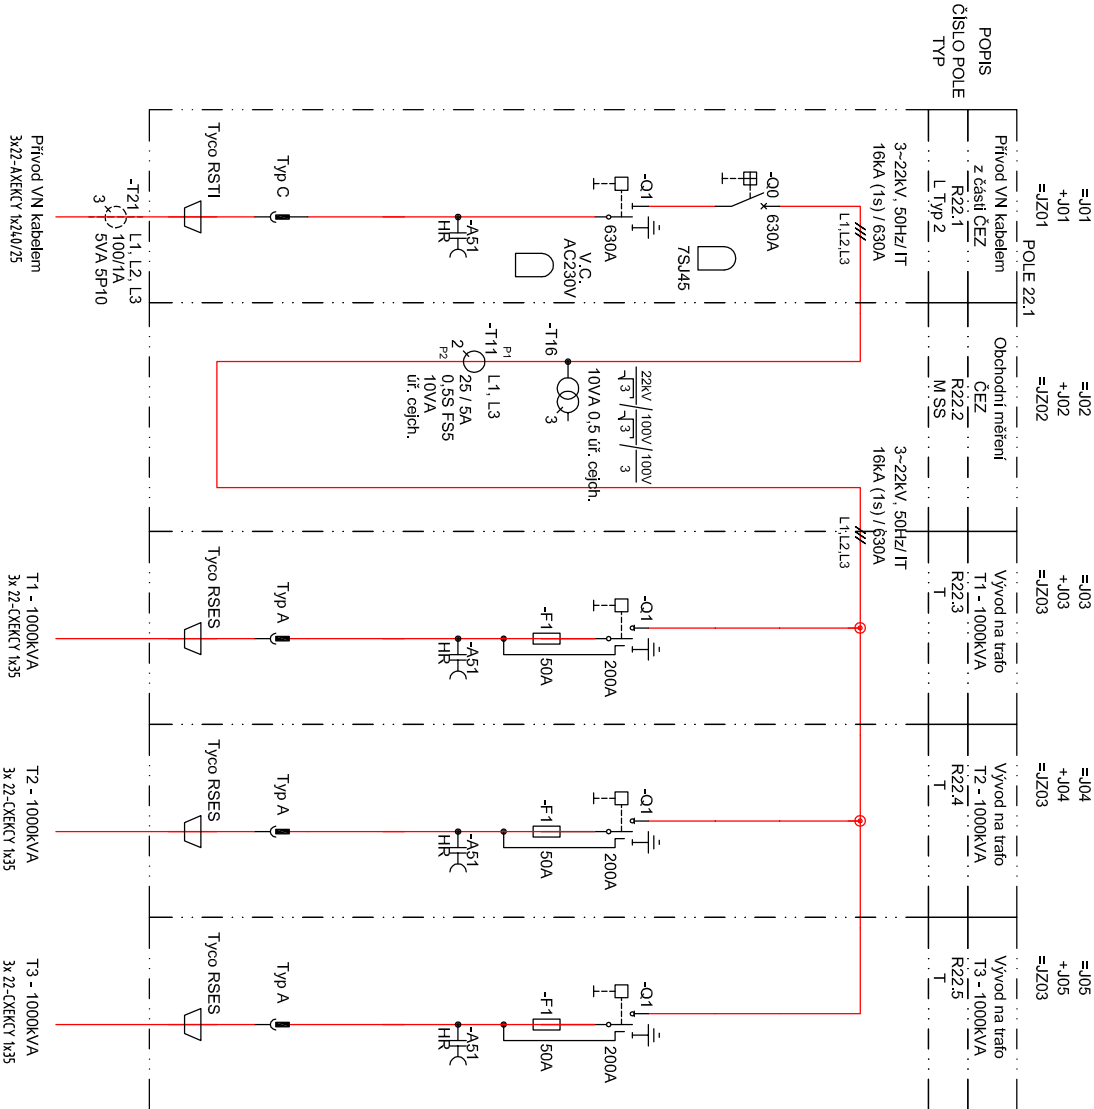 POPIS
ČÍSLO POLE
TYP
=J01
+J01
=JZ01
POLE 22.1
Přívod VN kabelem
z části ČEZ
R22.1
L Typ2
3~22kV, 50Hz/ IT
16kA (1s) / 630A
L1,L2,L3
-Q0
630A
7SJ45
-Q1
630A
V.C.
AC230V
-A51
HR
Typ C
Tyco RSTI
-T21
3
L1, L2, L3
100/1A
5VA 5P10
Přívod VN kabelem
3x22-AXEKCY 1x240/25
=J02
+J02
=JZ02
Obchodní měření
ČEZ
R22.2
M SS
22kV / 100V / 100V
√3 / √3 / 3
-T16
3
10VA 0,5 úř. cejch.
-T11
P1
2
P2
L1, L3
25 / 5A
0,5S FS5
10VA
úř. cejch.
3~22kV, 50Hz/ IT
16kA (1s) / 630A
L1,L2,L3
=J03
+J03
=JZ03
Vývod na trafo
T1 - 1000kVA
R22.3
T
-Q1
200A
-F1
50A
-A51
HR
Typ A
Tyco RSES
T1 - 1000kVA
3x 22-CXEKCY 1x35
=J04
+J04
=JZ03
Vývod na trafo
T2 - 1000kVA
R22.4
T
-Q1
200A
-F1
50A
-A51
HR
Typ A
Tyco RSES
T2 - 1000kVA
3x 22-CXEKCY 1x35
=J05
+J05
=JZ03
Vývod na trafo
T3 - 1000kVA
R22.5
T
-Q1
200A
-F1
50A
-A51
HR
Typ A
Tyco RSES
T3 - 1000kVA
3x 22-CXEKCY 1x35